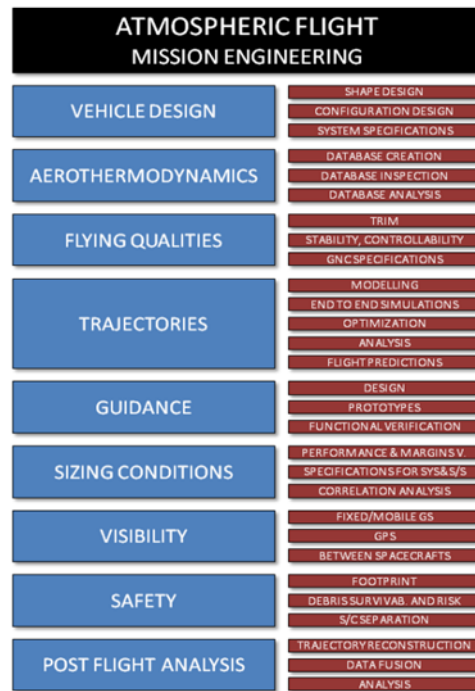 ATMOSPHERIC FLIGHT
MISSION ENGINEERING
VEHICLE DESIGN
SHAPE DESIGN
CONFIGURATION DESIGN
SYSTEM SPECIFICATIONS
AEROTHERMODYNAMICS
DATABASE CREATION
DATABASE INSPECTION
DATABASE ANALYSIS
FLYING QUALITIES
TRIM
STABILITY, CONTROLLABILITY
GNC SPECIFICATIONS
TRAJECTORIES
MODELLING
END TO END SIMULATIONS
OPTIMIZATION
ANALYSIS
FLIGHT PREDICTIONS
GUIDANCE
DESIGN
PROTOTYPES
FUNCTIONAL VERIFICATION
SIZING CONDITIONS
PERFORMANCE & MARGINS V.
SPECIFICATIONS FOR SYS&S/S
CORRELATION ANALYSIS
VISIBILITY
FIXED/MOBILE GS
GPS
BETWEEN SPACECRAFTS
SAFETY
FOOTPRINT
DEBRIS SURVIVAB. AND RISK
S/C SEPARATION
POST FLIGHT ANALYSIS
TRAJECTORY RECONSTRUCTION
DATA FUSION
ANALYSIS